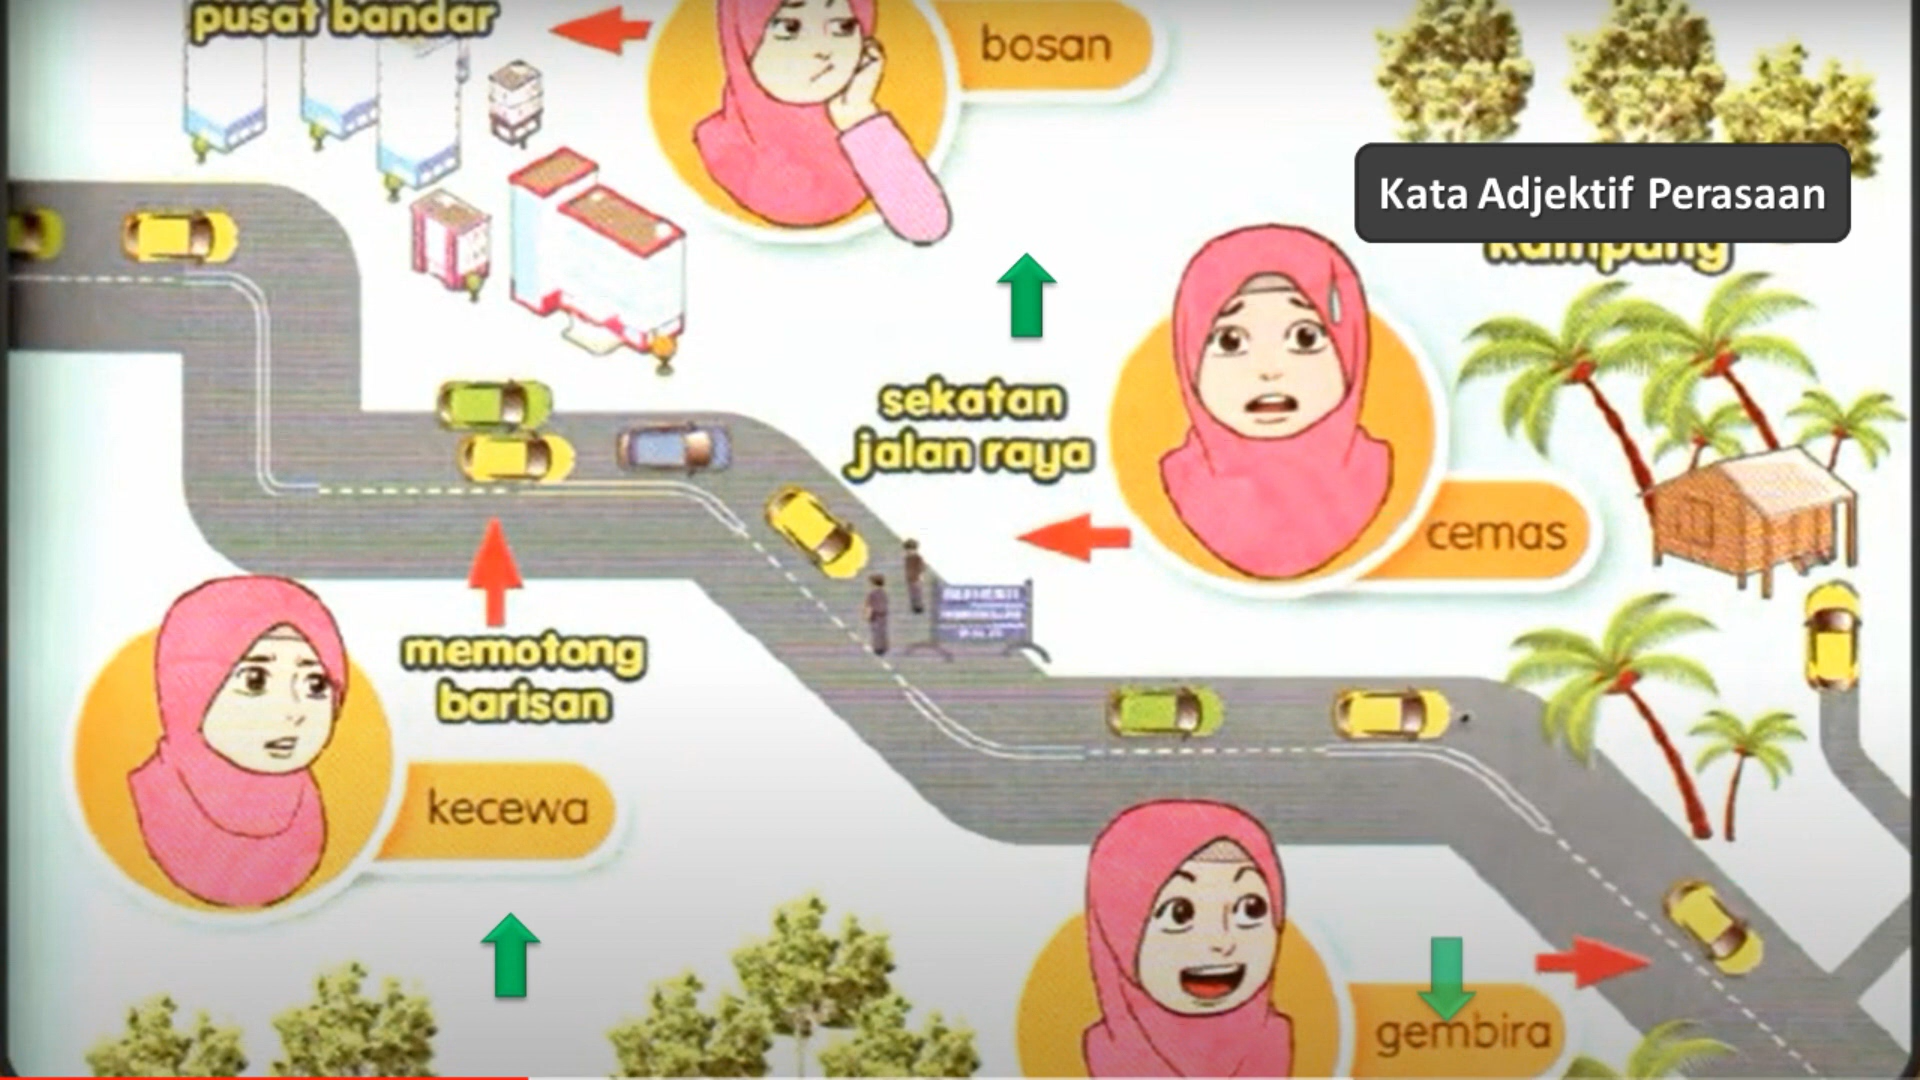 pusat bandar
bosan
Kata Adjektif Perasaan
kampung
sekatan
jalan raya
cemas
memotong
barisan
kecewa
gembira